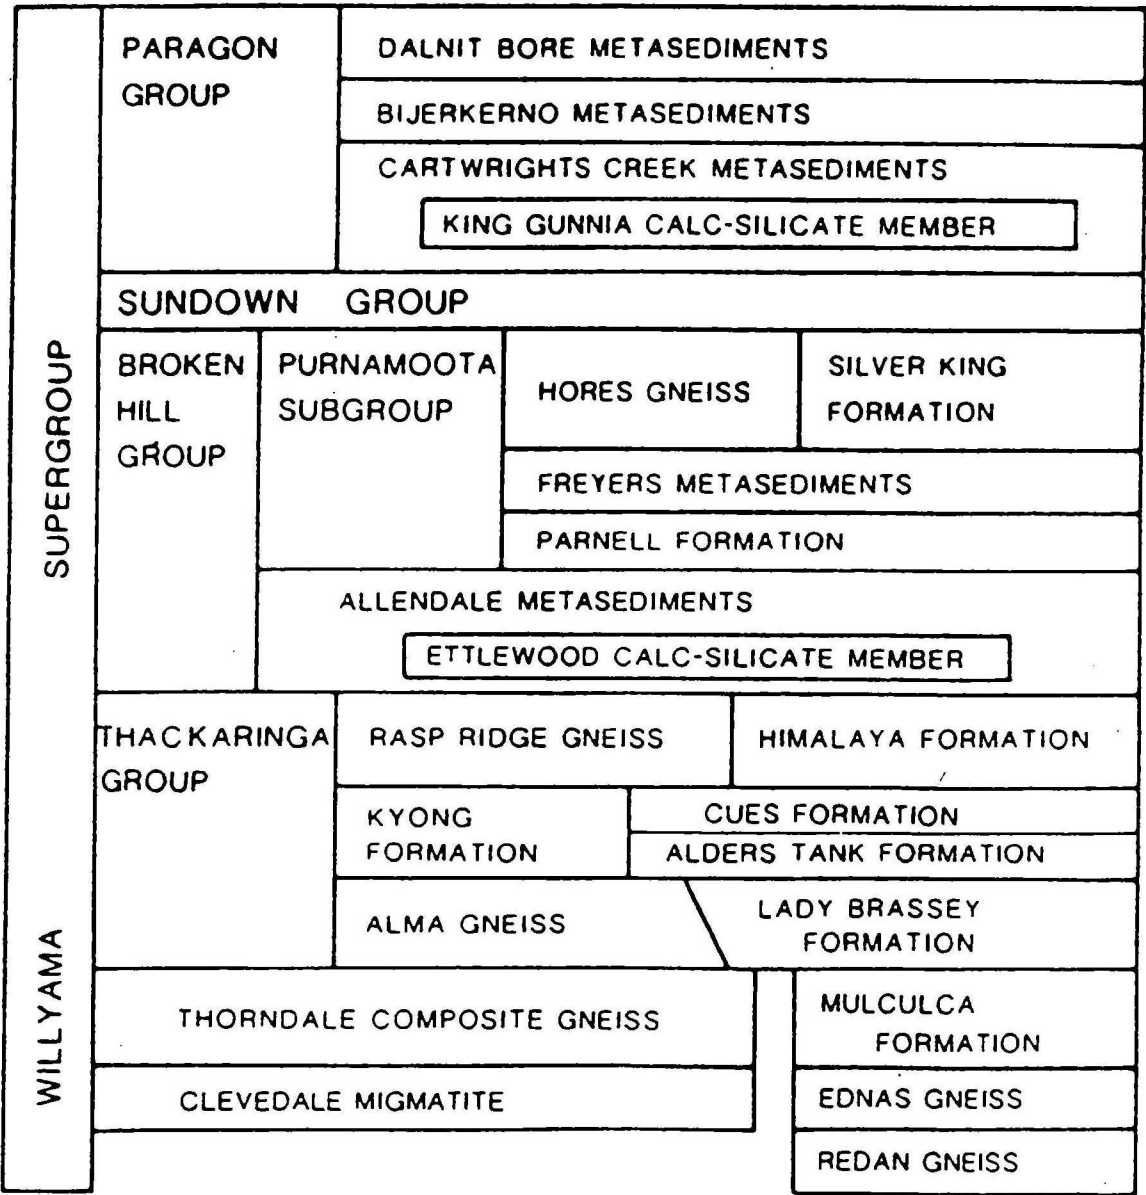 WILLYAMA SUPERGROUP
PARAGON
GROUP
DALNIT BORE METASEDIMENTS
BIJERKERNO METASEDIMENTS
CARTWRIGHTS CREEK METASEDIMENTS
KING GUNNIA CALC-SILICATE MEMBER
SUNDOWN GROUP
BROKEN
HILL
GROUP
PURNAMOOTA
SUBGROUP
HORES GNEISS
SILVER KING
FORMATION
FREYERS METASEDIMENTS
PARNELL FORMATION
ALLENDALE METASEDIMENTS
ETTLEWOOD CALC-SILICATE MEMBER
THACKARINGA
GROUP
RASP RIDGE GNEISS
HIMALAYA FORMATION
KYONG
FORMATION
CUES FORMATION
ALDERS TANK FORMATION
ALMA GNEISS
LADY BRASSEY
FORMATION
THORNDALE COMPOSITE GNEISS
MULCULCA
FORMATION
CLEVEDALE MIGMATITE
EDNAS GNEISS
REDAN GNEISS